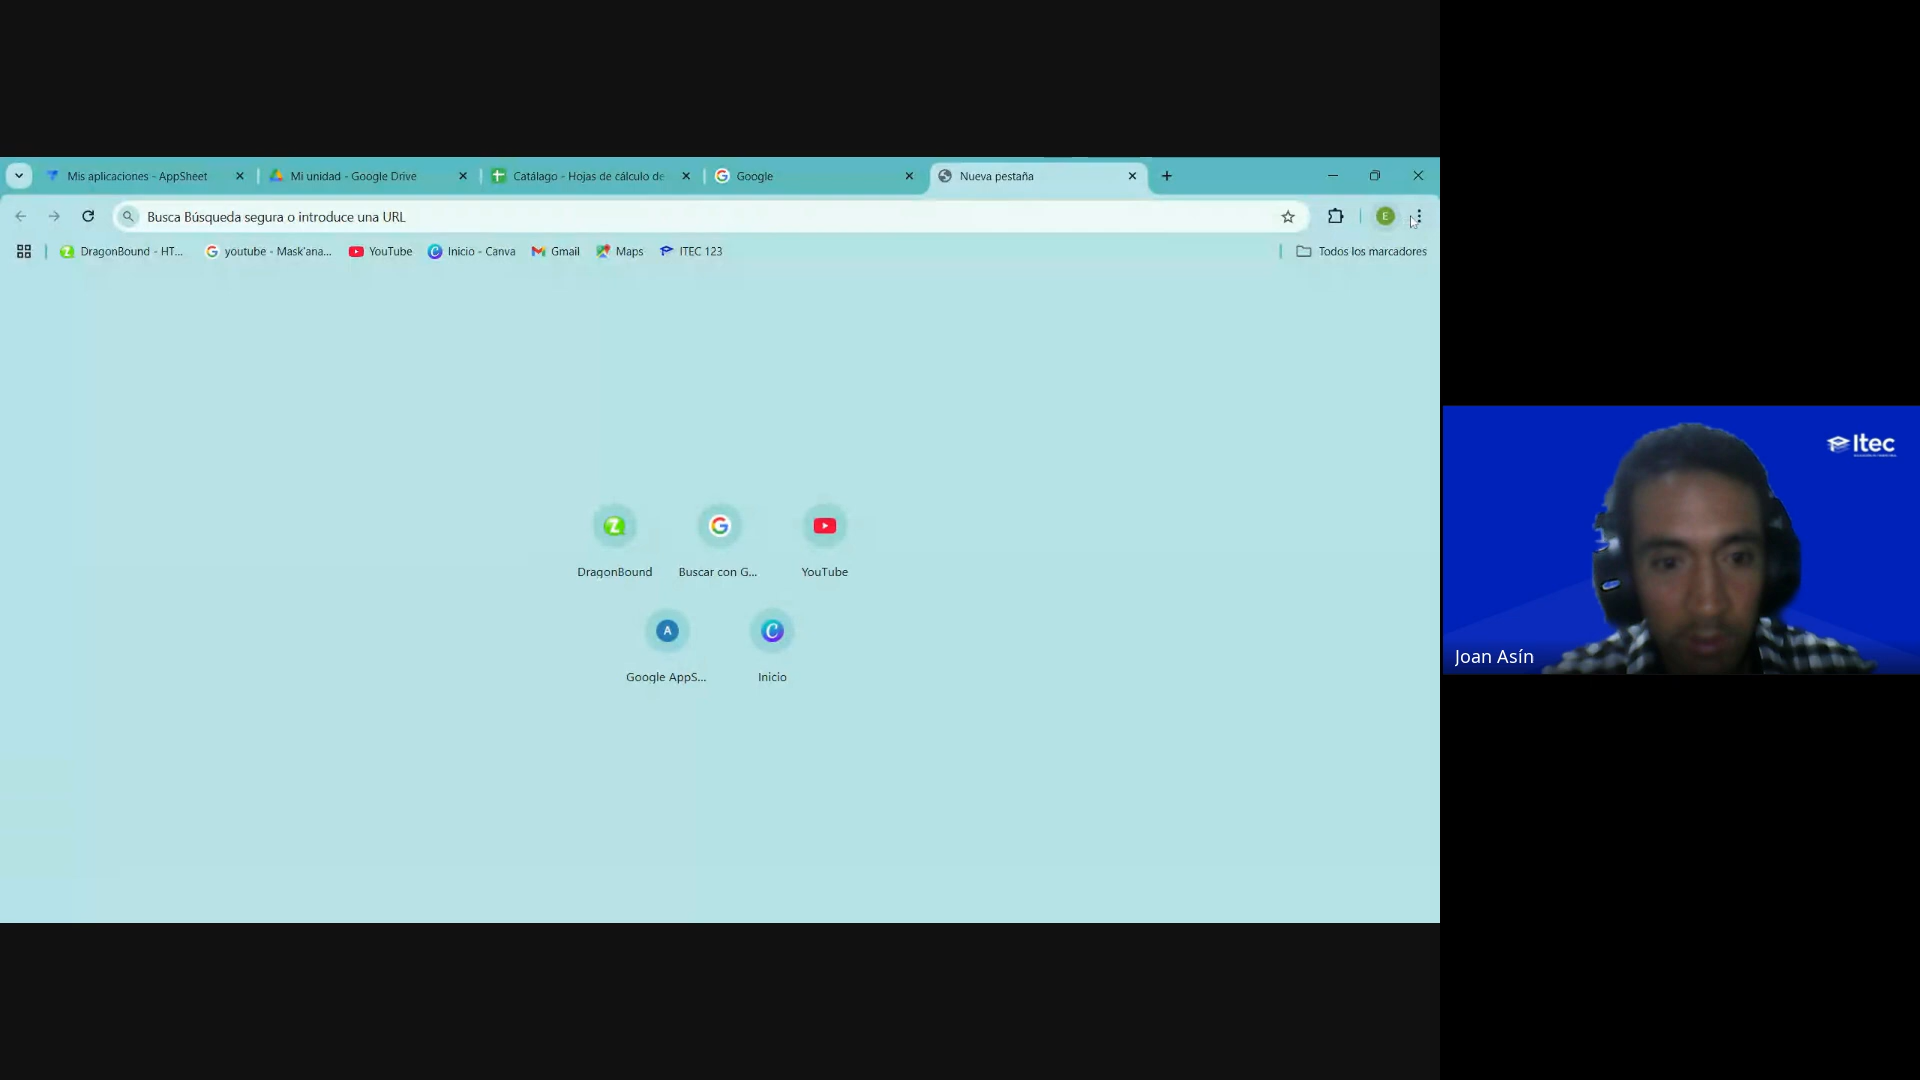 Mis aplicaciones - AppSheet
Mi unidad - Google Drive
Catálago - Hojas de cálculo de
Google
Nueva pestaña
Busca Búsqueda segura o introduce una URL
E
DragonBound - HT...
youtube - Mask'ana...
YouTube
Inicio - Canva
Gmail
Maps
ITEC 123
Todos los marcadores
DragonBound
Buscar con G...
YouTube
A
Google AppS...
Inicio
Itec
Joan Asín